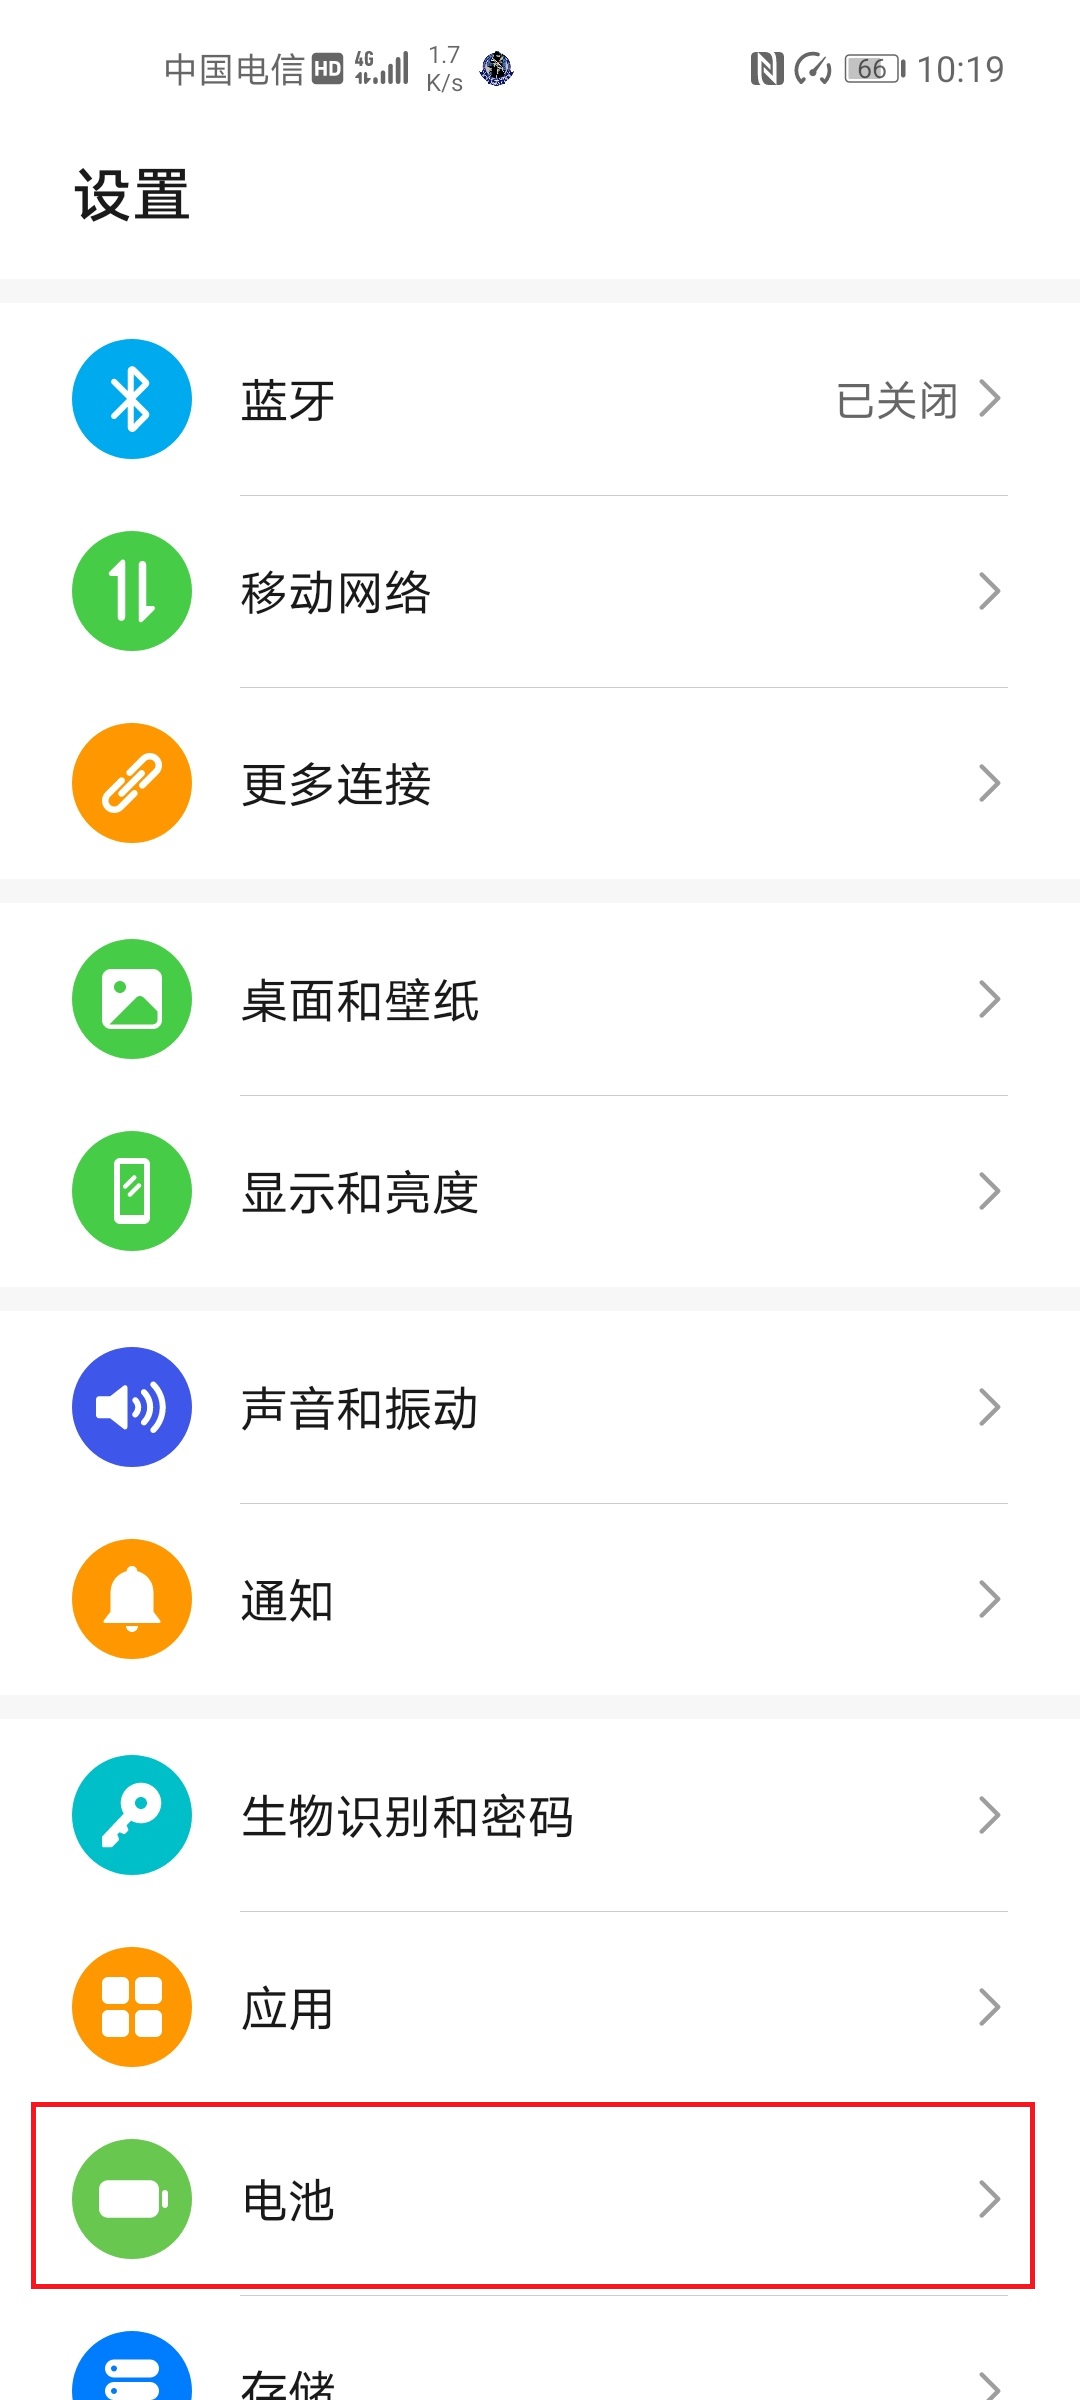 中国电信 HD 4G 1.7 K/s 66 10:19
设置
蓝牙 已关闭
移动网络
更多连接
桌面和壁纸
显示和亮度
声音和振动
通知
生物识别和密码
应用
电池
存储